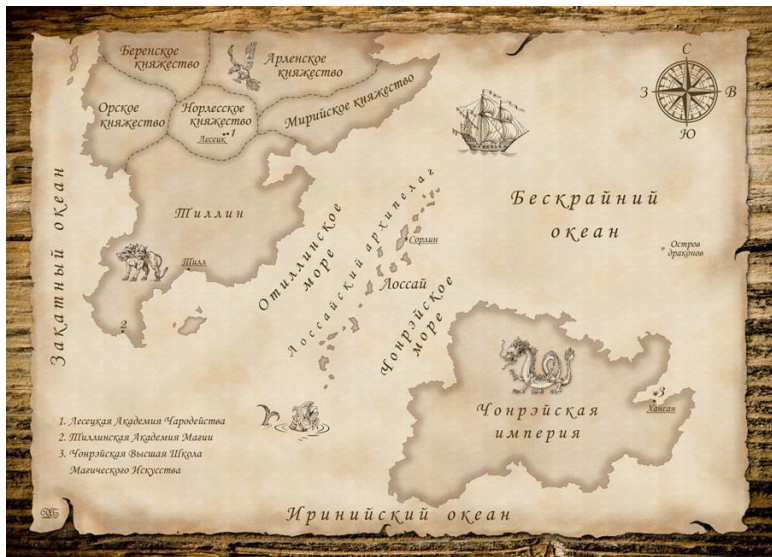 Беренское
княжество
Арленское
княжество
Орское
княжество
Норлесское
княжество
Лесецк
1
Мирийское княжество
С
З
В
Ю
Закатный океан
Тиллин
Тилл
2
Отиллинское
море
Лоссайский архипелаг
Сорлин
Лоссай
Чонрэйское
море
Бескрайний
океан
Остров
драконов
Чонрэйская
империя
3
Хансан
1. Лесецкая Академия Чародейства
2. Тиллинская Академия Магии
3. Чонрэйская Высшая Школа
Магического Искусства
Иринийский океан